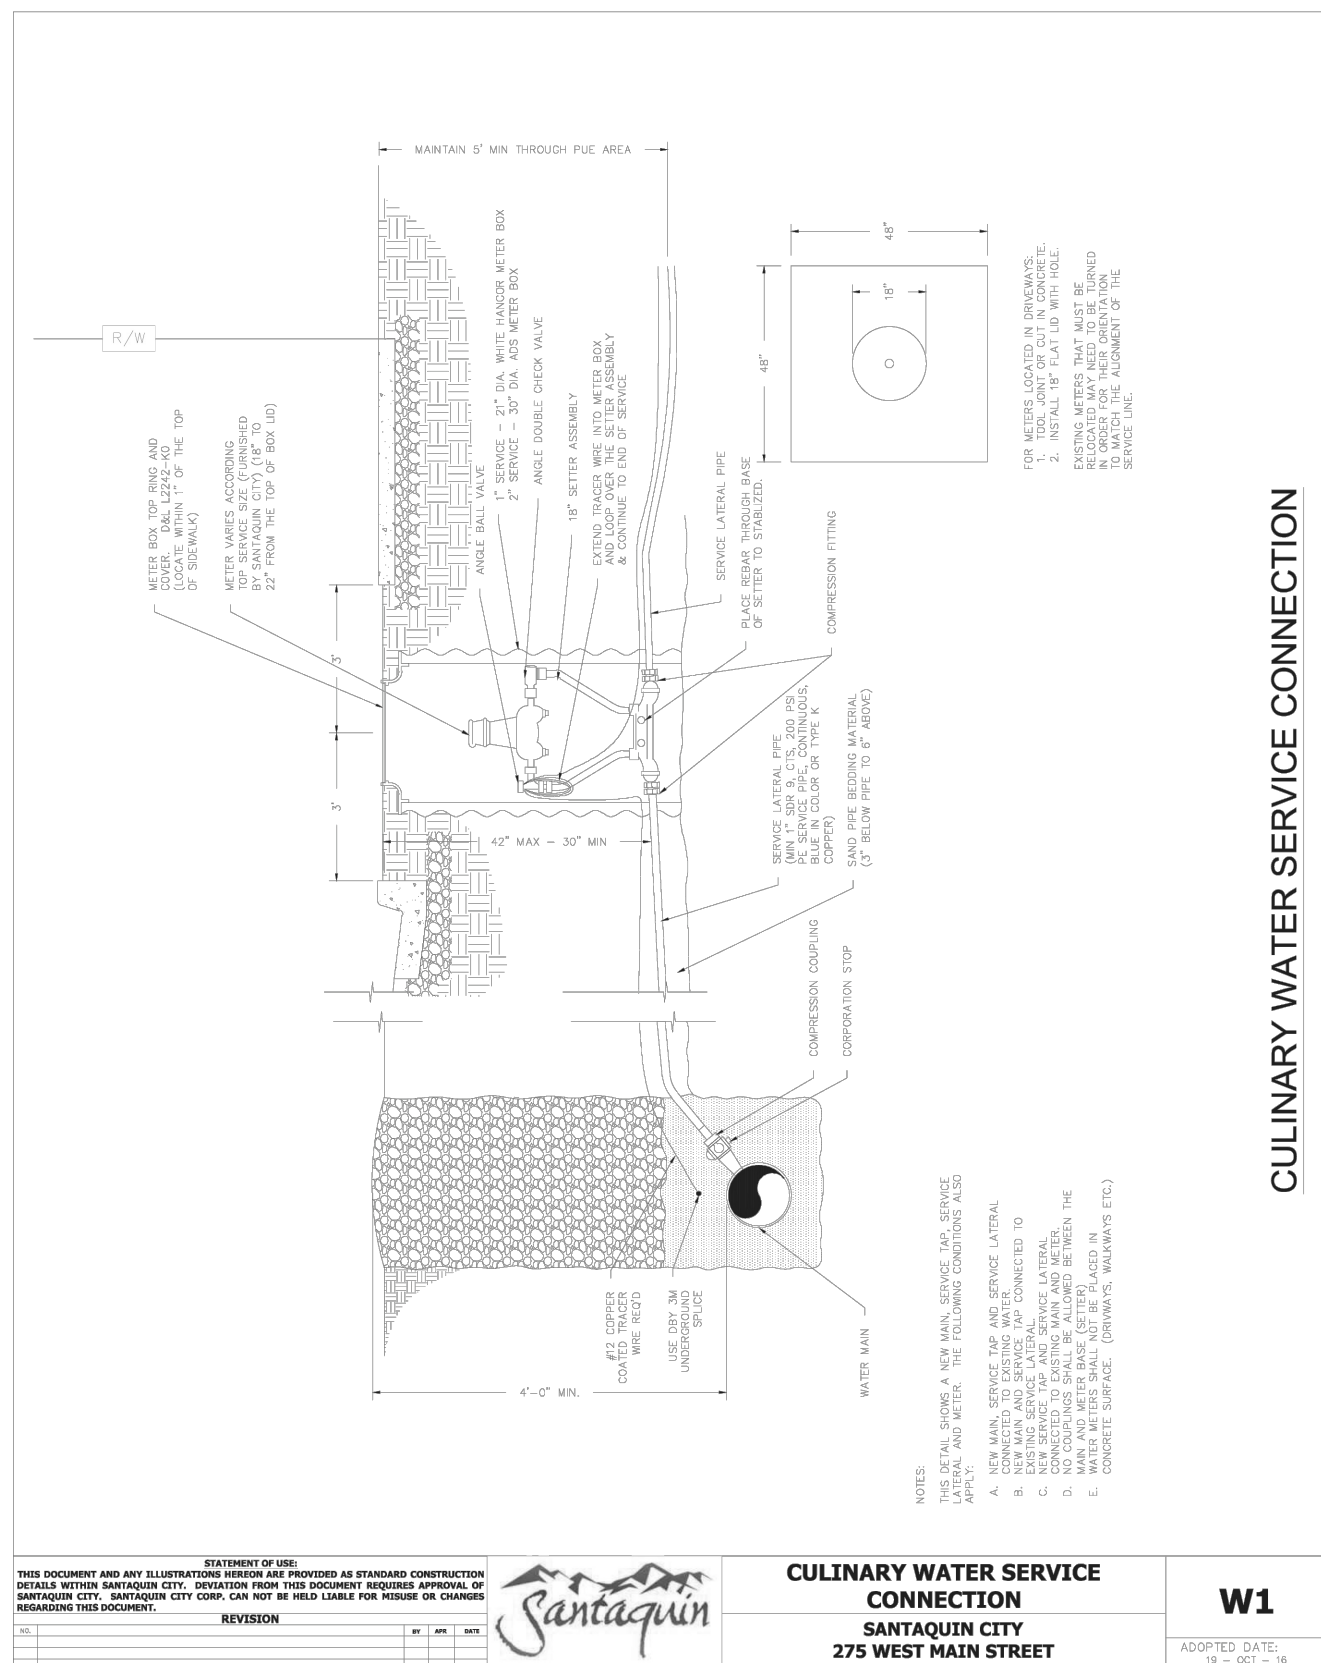 MAINTAIN 5' MIN THROUGH PUE AREA
R/W
METER BOX TOP RING AND
COVER. D&L L2242-KO
(LOCATE WITHIN 1" OF THE TOP
OF SIDEWALK)
METER VARIES ACCORDING
TOP SERVICE SIZE (FURNISHED
BY SANTAQUIN CITY) (18" TO
22" FROM THE TOP OF BOX LID)
ANGLE BALL VALVE
1" SERVICE - 21" DIA. WHITE HANCOR METER BOX
2" SERVICE - 30" DIA. ADS METER BOX
ANGLE DOUBLE CHECK VALVE
18" SETTER ASSEMBLY
EXTEND TRACER WIRE INTO METER BOX
AND LOOP OVER THE SETTER ASSEMBLY
& CONTINUE TO END OF SERVICE
SERVICE LATERAL PIPE
PLACE REBAR THROUGH BASE
OF SETTER TO STABLIZED.
COMPRESSION FITTING
48"
48"
18"
FOR METERS LOCATED IN DRIVEWAYS:
1. TOOL JOINT OR CUT IN CONCRETE.
2. INSTALL 18" FLAT LID WITH HOLE.
EXISTING METERS THAT MUST BE
RELOCATED MAY NEED TO BE TURNED
IN ORDER FOR THEIR ORIENTATION
TO MATCH THE ALIGNMENT OF THE
SERVICE LINE.
3'
3'
42" MAX - 30" MIN
SERVICE LATERAL PIPE
(MIN 1" SDR 9, CTS, 200 PSI
PE SERVICE PIPE, CONTINUOUS,
BLUE IN COLOR OR TYPE K
COPPER)
SAND PIPE BEDDING MATERIAL
(3" BELOW PIPE TO 6" ABOVE)
COMPRESSION COUPLING
CORPORATION STOP
#12 COPPER
COATED TRACER
WIRE REQ'D
USE DBY 3M
UNDERGROUND
SPLICE
WATER MAIN
4'-0" MIN.
NOTES:
THIS DETAIL SHOWS A NEW MAIN, SERVICE TAP, SERVICE
LATERAL AND METER. THE FOLLOWING CONDITIONS ALSO
APPLY:
A. NEW MAIN, SERVICE TAP AND SERVICE LATERAL
CONNECTED TO EXISTING WATER.
B. NEW MAIN AND SERVICE TAP CONNECTED TO
EXISTING SERVICE LATERAL.
C. NEW SERVICE TAP AND SERVICE LATERAL
CONNECTED TO EXISTING MAIN AND METER.
D. NO COUPLINGS SHALL BE ALLOWED BETWEEN THE
MAIN AND METER BASE (SETTER)
E. WATER METERS SHALL NOT BE PLACED IN
CONCRETE SURFACE. (DRIVWAYS, WALKWAYS ETC.)
CULINARY WATER SERVICE CONNECTION
STATEMENT OF USE:
THIS DOCUMENT AND ANY ILLUSTRATIONS HEREON ARE PROVIDED AS STANDARD CONSTRUCTION
DETAILS WITHIN SANTAQUIN CITY. DEVIATION FROM THIS DOCUMENT REQUIRES APPROVAL OF
SANTAQUIN CITY. SANTAQUIN CITY CORP. CAN NOT BE HELD LIABLE FOR MISUSE OR CHANGES
REGARDING THIS DOCUMENT.
REVISION
NO. BY APR DATE
Santaquin
CULINARY WATER SERVICE
CONNECTION
SANTAQUIN CITY
275 WEST MAIN STREET
W1
ADOPTED DATE:
19 - OCT - 16